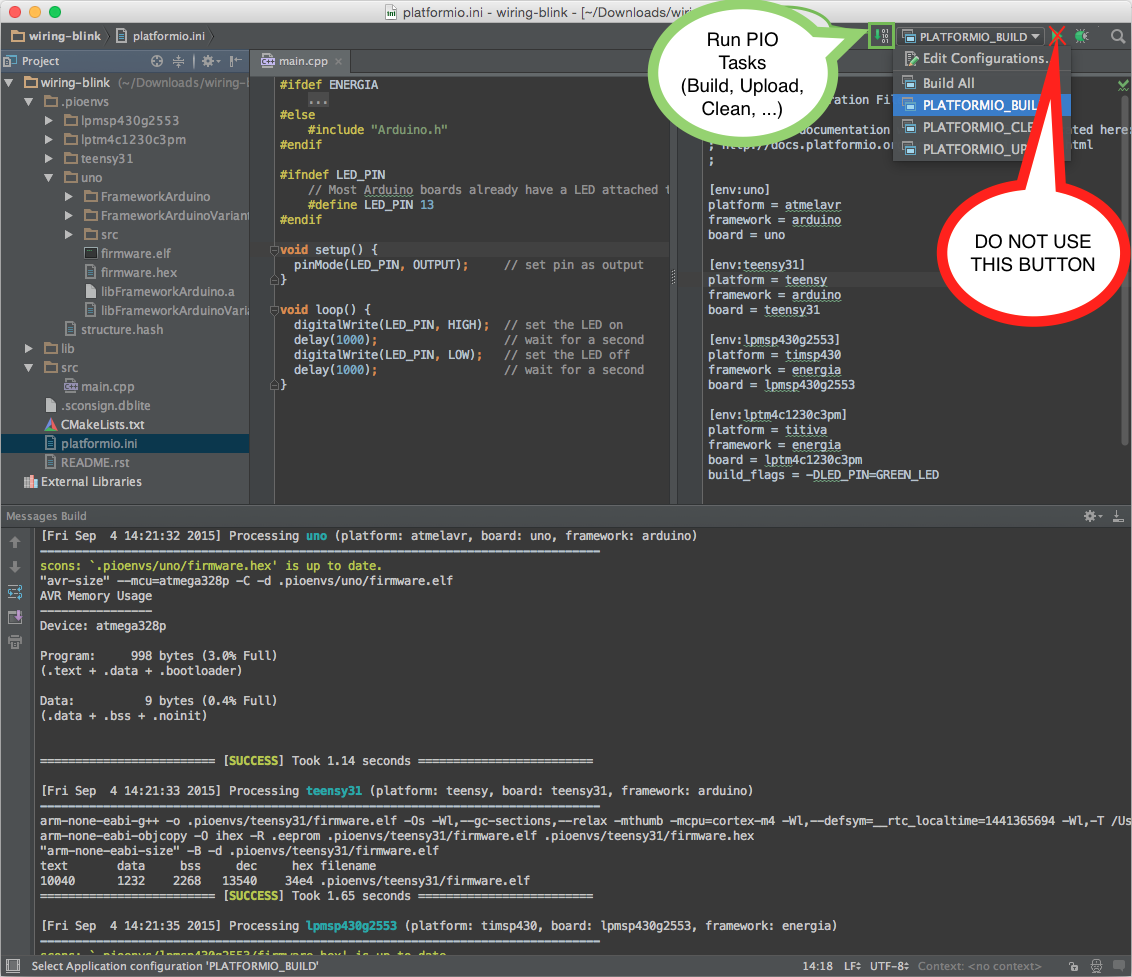 platformio.ini - wiring-blink - [~/Downloads/wiri
wiring-blink
platformio.ini
PLATFORMIO_BUILD
Run PIO
Tasks
(Build, Upload,
Clean, ...)
Edit Configurations.
Build All
PLATFORMIO_BUIL
PLATFORMIO_CLE
PLATFORMIO_UP
DO NOT USE
THIS BUTTON
Project
wiring-blink (~/Downloads/wiring-
.pioenvs
lpmsp430g2553
lptm4c1230c3pm
teensy31
uno
FrameworkArduino
FrameworkArduinoVariant
src
firmware.elf
firmware.hex
libFrameworkArduino.a
libFrameworkArduinoVaria
structure.hash
lib
src
main.cpp
.sconsign.dblite
CMakeLists.txt
platformio.ini
README.rst
External Libraries
main.cpp
#ifdef ENERGIA
...
#else
#include "Arduino.h"
#endif
#ifndef LED_PIN
// Most Arduino boards already have a LED attached t
#define LED_PIN 13
#endif
void setup() {
pinMode(LED_PIN, OUTPUT); // set pin as output
}
void loop() {
digitalWrite(LED_PIN, HIGH); // set the LED on
delay(1000); // wait for a second
digitalWrite(LED_PIN, LOW); // set the LED off
delay(1000); // wait for a second
}
ration Fil
documentation ted here:
; http://docs.platformio.or html
;
[env:uno]
platform = atmelavr
framework = arduino
board = uno
[env:teensy31]
platform = teensy
framework = arduino
board = teensy31
[env:lpmsp430g2553]
platform = timsp430
framework = energia
board = lpmsp430g2553
[env:lptm4c1230c3pm]
platform = titiva
framework = energia
board = lptm4c1230c3pm
build_flags = -DLED_PIN=GREEN_LED
Messages Build
[Fri Sep  4 14:21:32 2015] Processing uno (platform: atmelavr, board: uno, framework: arduino)
scons: `.pioenvs/uno/firmware.hex' is up to date.
"avr-size" --mcu=atmega328p -C -d .pioenvs/uno/firmware.elf
AVR Memory Usage
----------------
Device: atmega328p
Program: 998 bytes (3.0% Full)
(.text + .data + .bootloader)
Data: 9 bytes (0.4% Full)
(.data + .bss + .noinit)
========================= [SUCCESS] Took 1.14 seconds =========================
[Fri Sep  4 14:21:33 2015] Processing teensy31 (platform: teensy, board: teensy31, framework: arduino)
arm-none-eabi-g++ -o .pioenvs/teensy31/firmware.elf -Os -Wl,--gc-sections,--relax -mthumb -mcpu=cortex-m4 -Wl,--defsym=__rtc_localtime=1441365694 -Wl,-T /Us
arm-none-eabi-objcopy -O ihex -R .eeprom .pioenvs/teensy31/firmware.elf .pioenvs/teensy31/firmware.hex
"arm-none-eabi-size" -B -d .pioenvs/teensy31/firmware.elf
text data bss dec hex filename
10040 1232 2268 13540 34e4 .pioenvs/teensy31/firmware.elf
========================= [SUCCESS] Took 1.65 seconds =========================
[Fri Sep  4 14:21:35 2015] Processing lpmsp430g2553 (platform: timsp430, board: lpmsp430g2553, framework: energia)
scons: `.pioenvs/lpmsp430g2553/firmware.hex' is up to date.
Select Application configuration 'PLATFORMIO_BUILD'
14:18 LF UTF-8 Context: <no context>